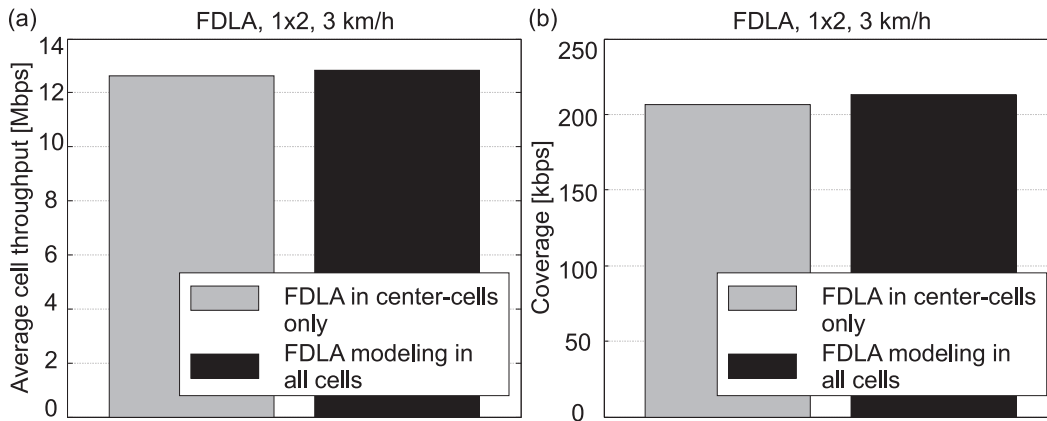 (a)
FDLA, 1x2, 3 km/h
Average cell throughput [Mbps]
14
12
10
8
6
4
2
0
FDLA in center-cells
only
FDLA modeling in
all cells
(b)
FDLA, 1x2, 3 km/h
Coverage [kbps]
250
200
150
100
50
0
FDLA in center-cells
only
FDLA modeling in
all cells